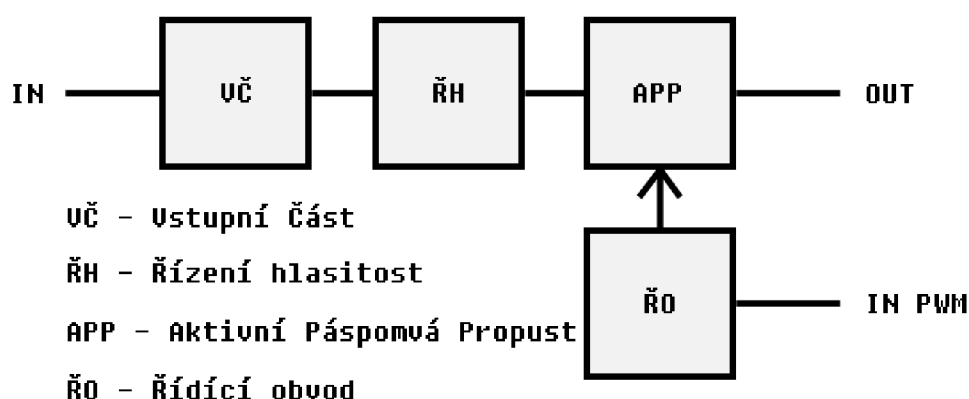 IN
VČ
ŘH
APP
OUT
VČ - Vstupní Část
ŘH - Řízení hlasitost
APP - Aktivní Páspomvá Propust
ŘO - Řídící obvod
ŘO
IN PWM